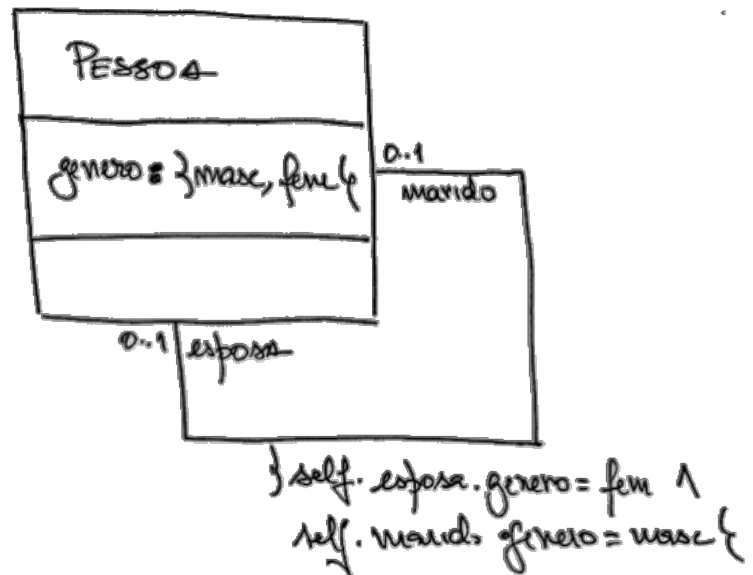 PESSOA
genero: }masc, fem{
0..1
marido
0..1 esposa
}self.esposa.genero=fem ∧
self.marido.genero=masc{